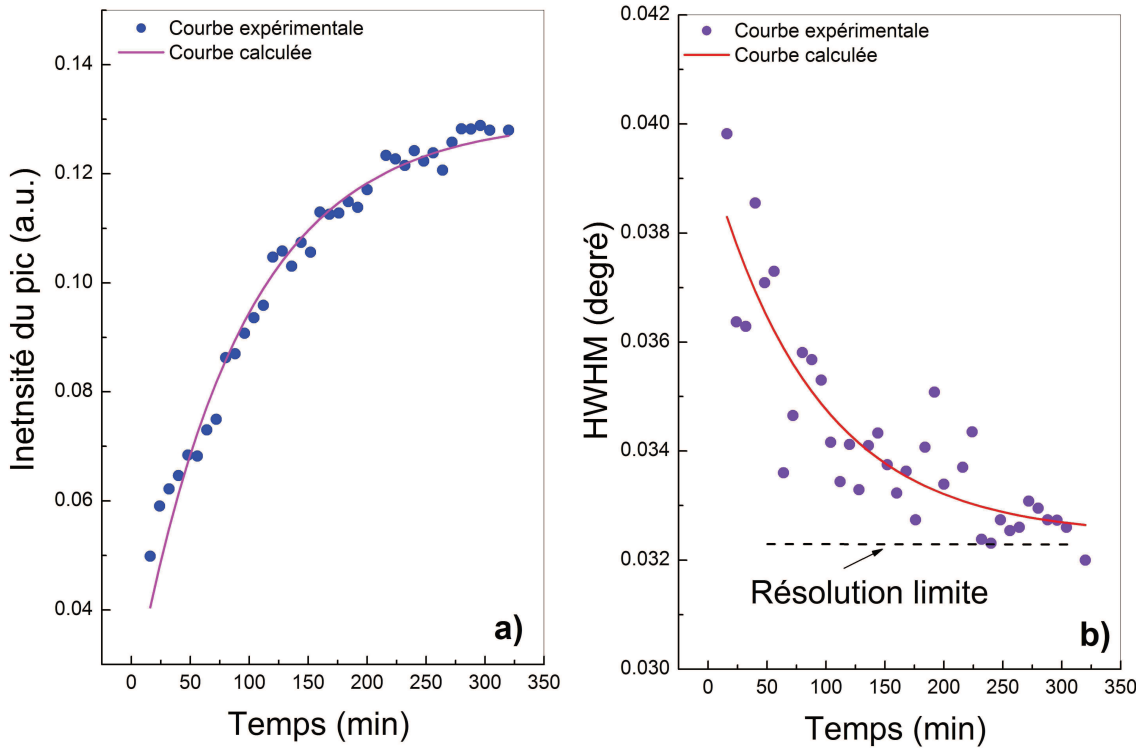 Courbe expérimentale
Courbe calculée
0.14
0.12
0.10
0.08
0.06
0.04
Inetnsité du pic (a.u.)
0 50 100 150 200 250 300 350
Temps (min)
a)
Courbe expérimentale
Courbe calculée
0.042
0.040
0.038
0.036
0.034
0.032
0.030
HWHM (degré)
Résolution limite
0 50 100 150 200 250 300 350
Temps (min)
b)